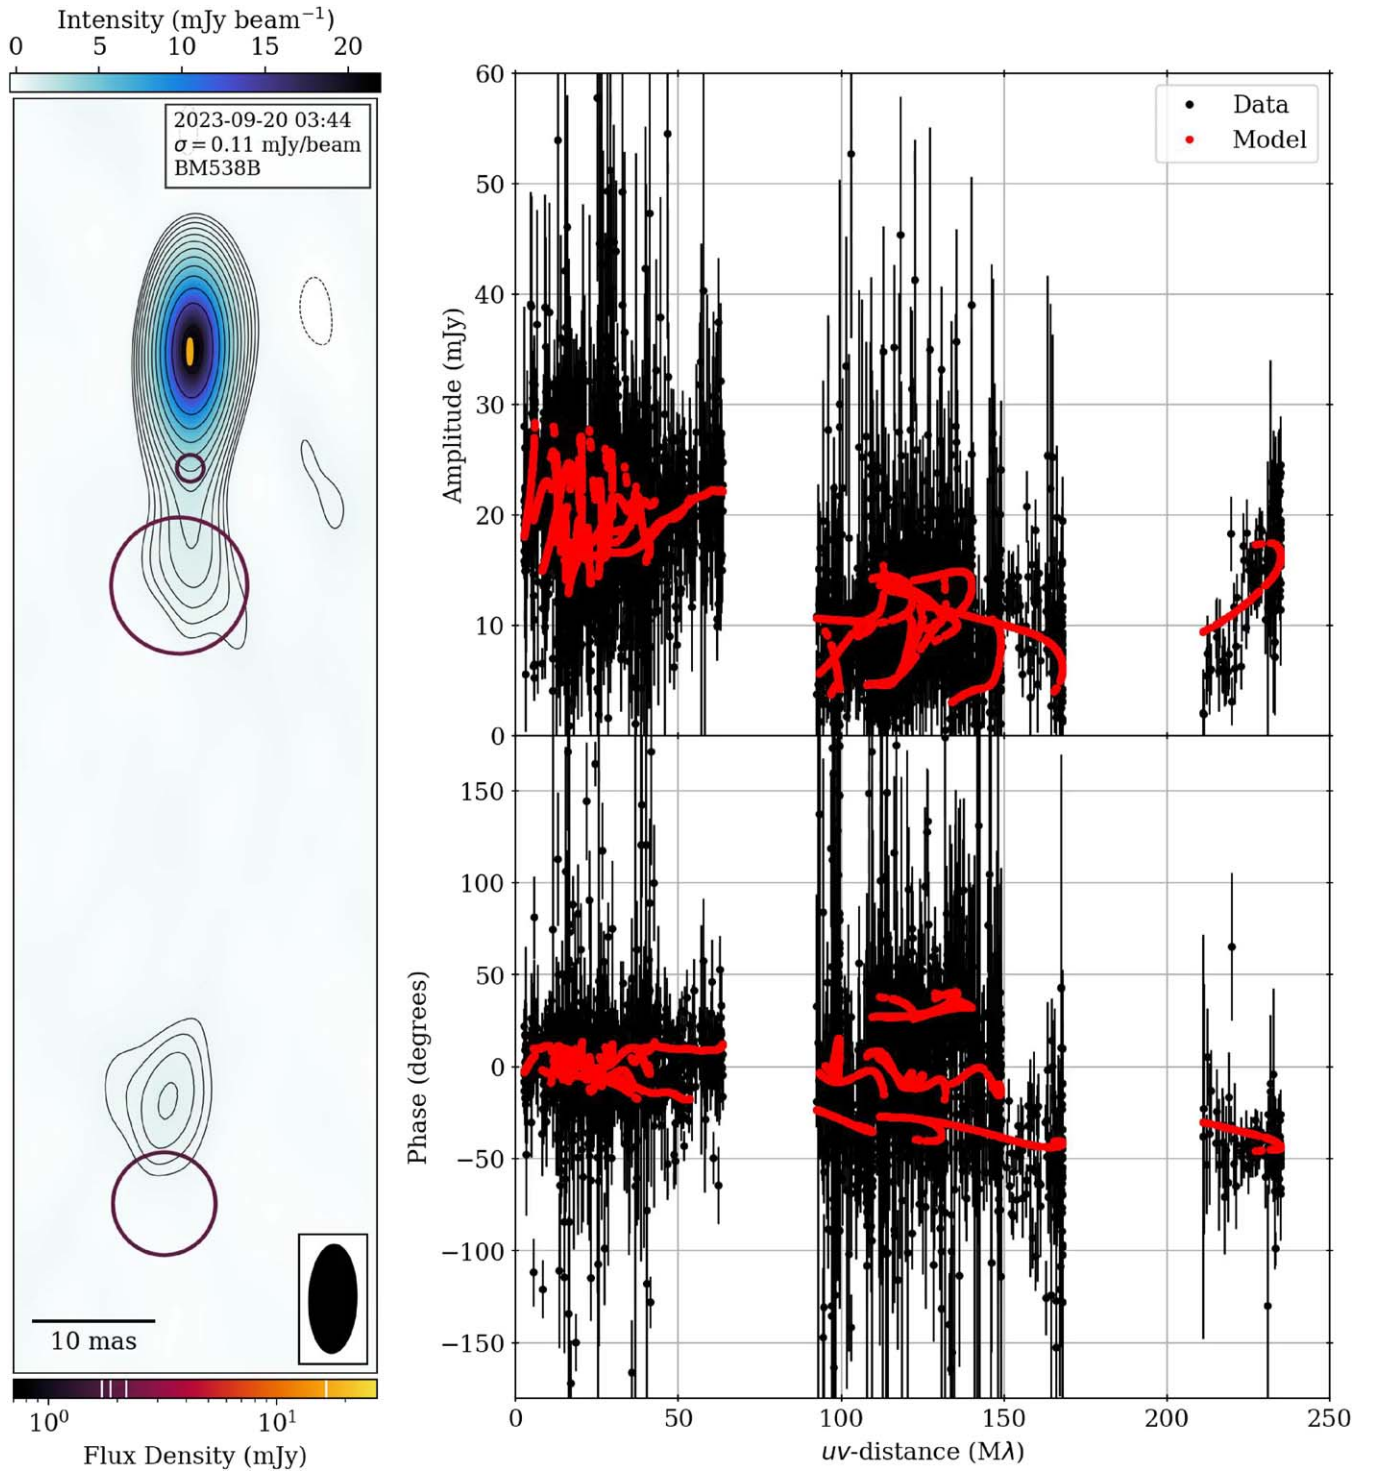 Intensity (mJy beam⁻¹)
0 5 10 15 20
2023-09-20 03:44
σ = 0.11 mJy/beam
BM538B
10 mas
10⁰ 10¹
Flux Density (mJy)
Data
Model
60
50
40
30
20
10
0
Amplitude (mJy)
150
100
50
0
−50
−100
−150
Phase (degrees)
0 50 100 150 200 250
uv-distance (Mλ)